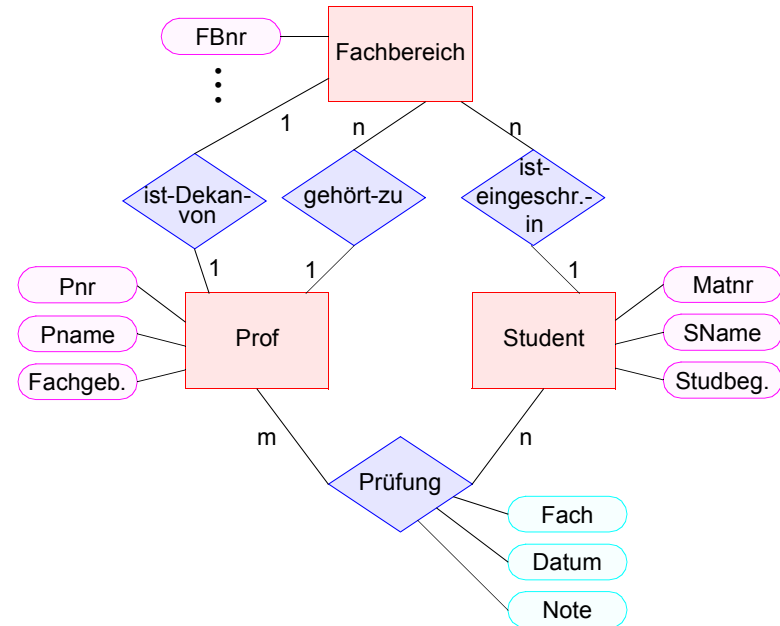 FBnr
Fachbereich
1
n
n
ist-Dekan-
von
gehört-zu
ist-
eingeschr.-
in
1
1
1
Pnr
Pname
Fachgeb.
Prof
Student
Matnr
SName
Studbeg.
m
n
Prüfung
Fach
Datum
Note